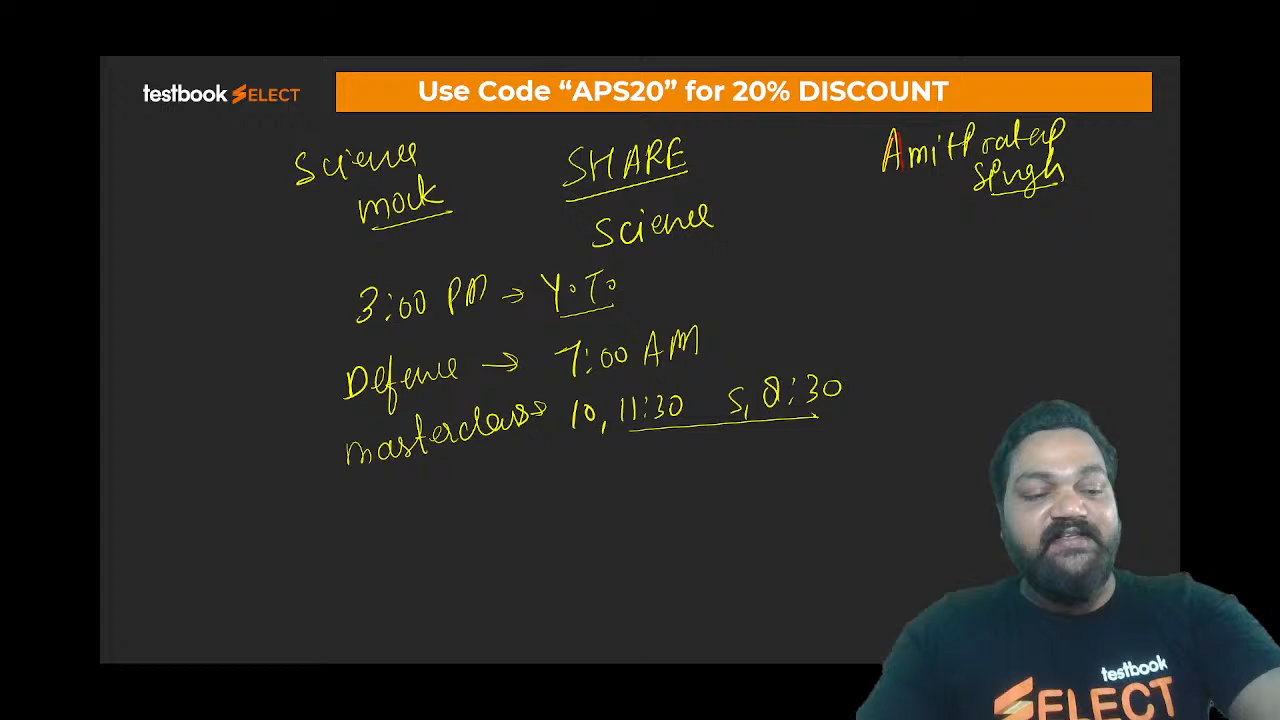 testbook SELECT
Use Code “APS20” for 20% DISCOUNT
Science
mock
SHARE
Science
Amit Pratap
Singh
3:00 PM → Y.T.
Defence → 7:00 AM
masterclass → 10, 11:30 5, 8:30
testbook
SELECT